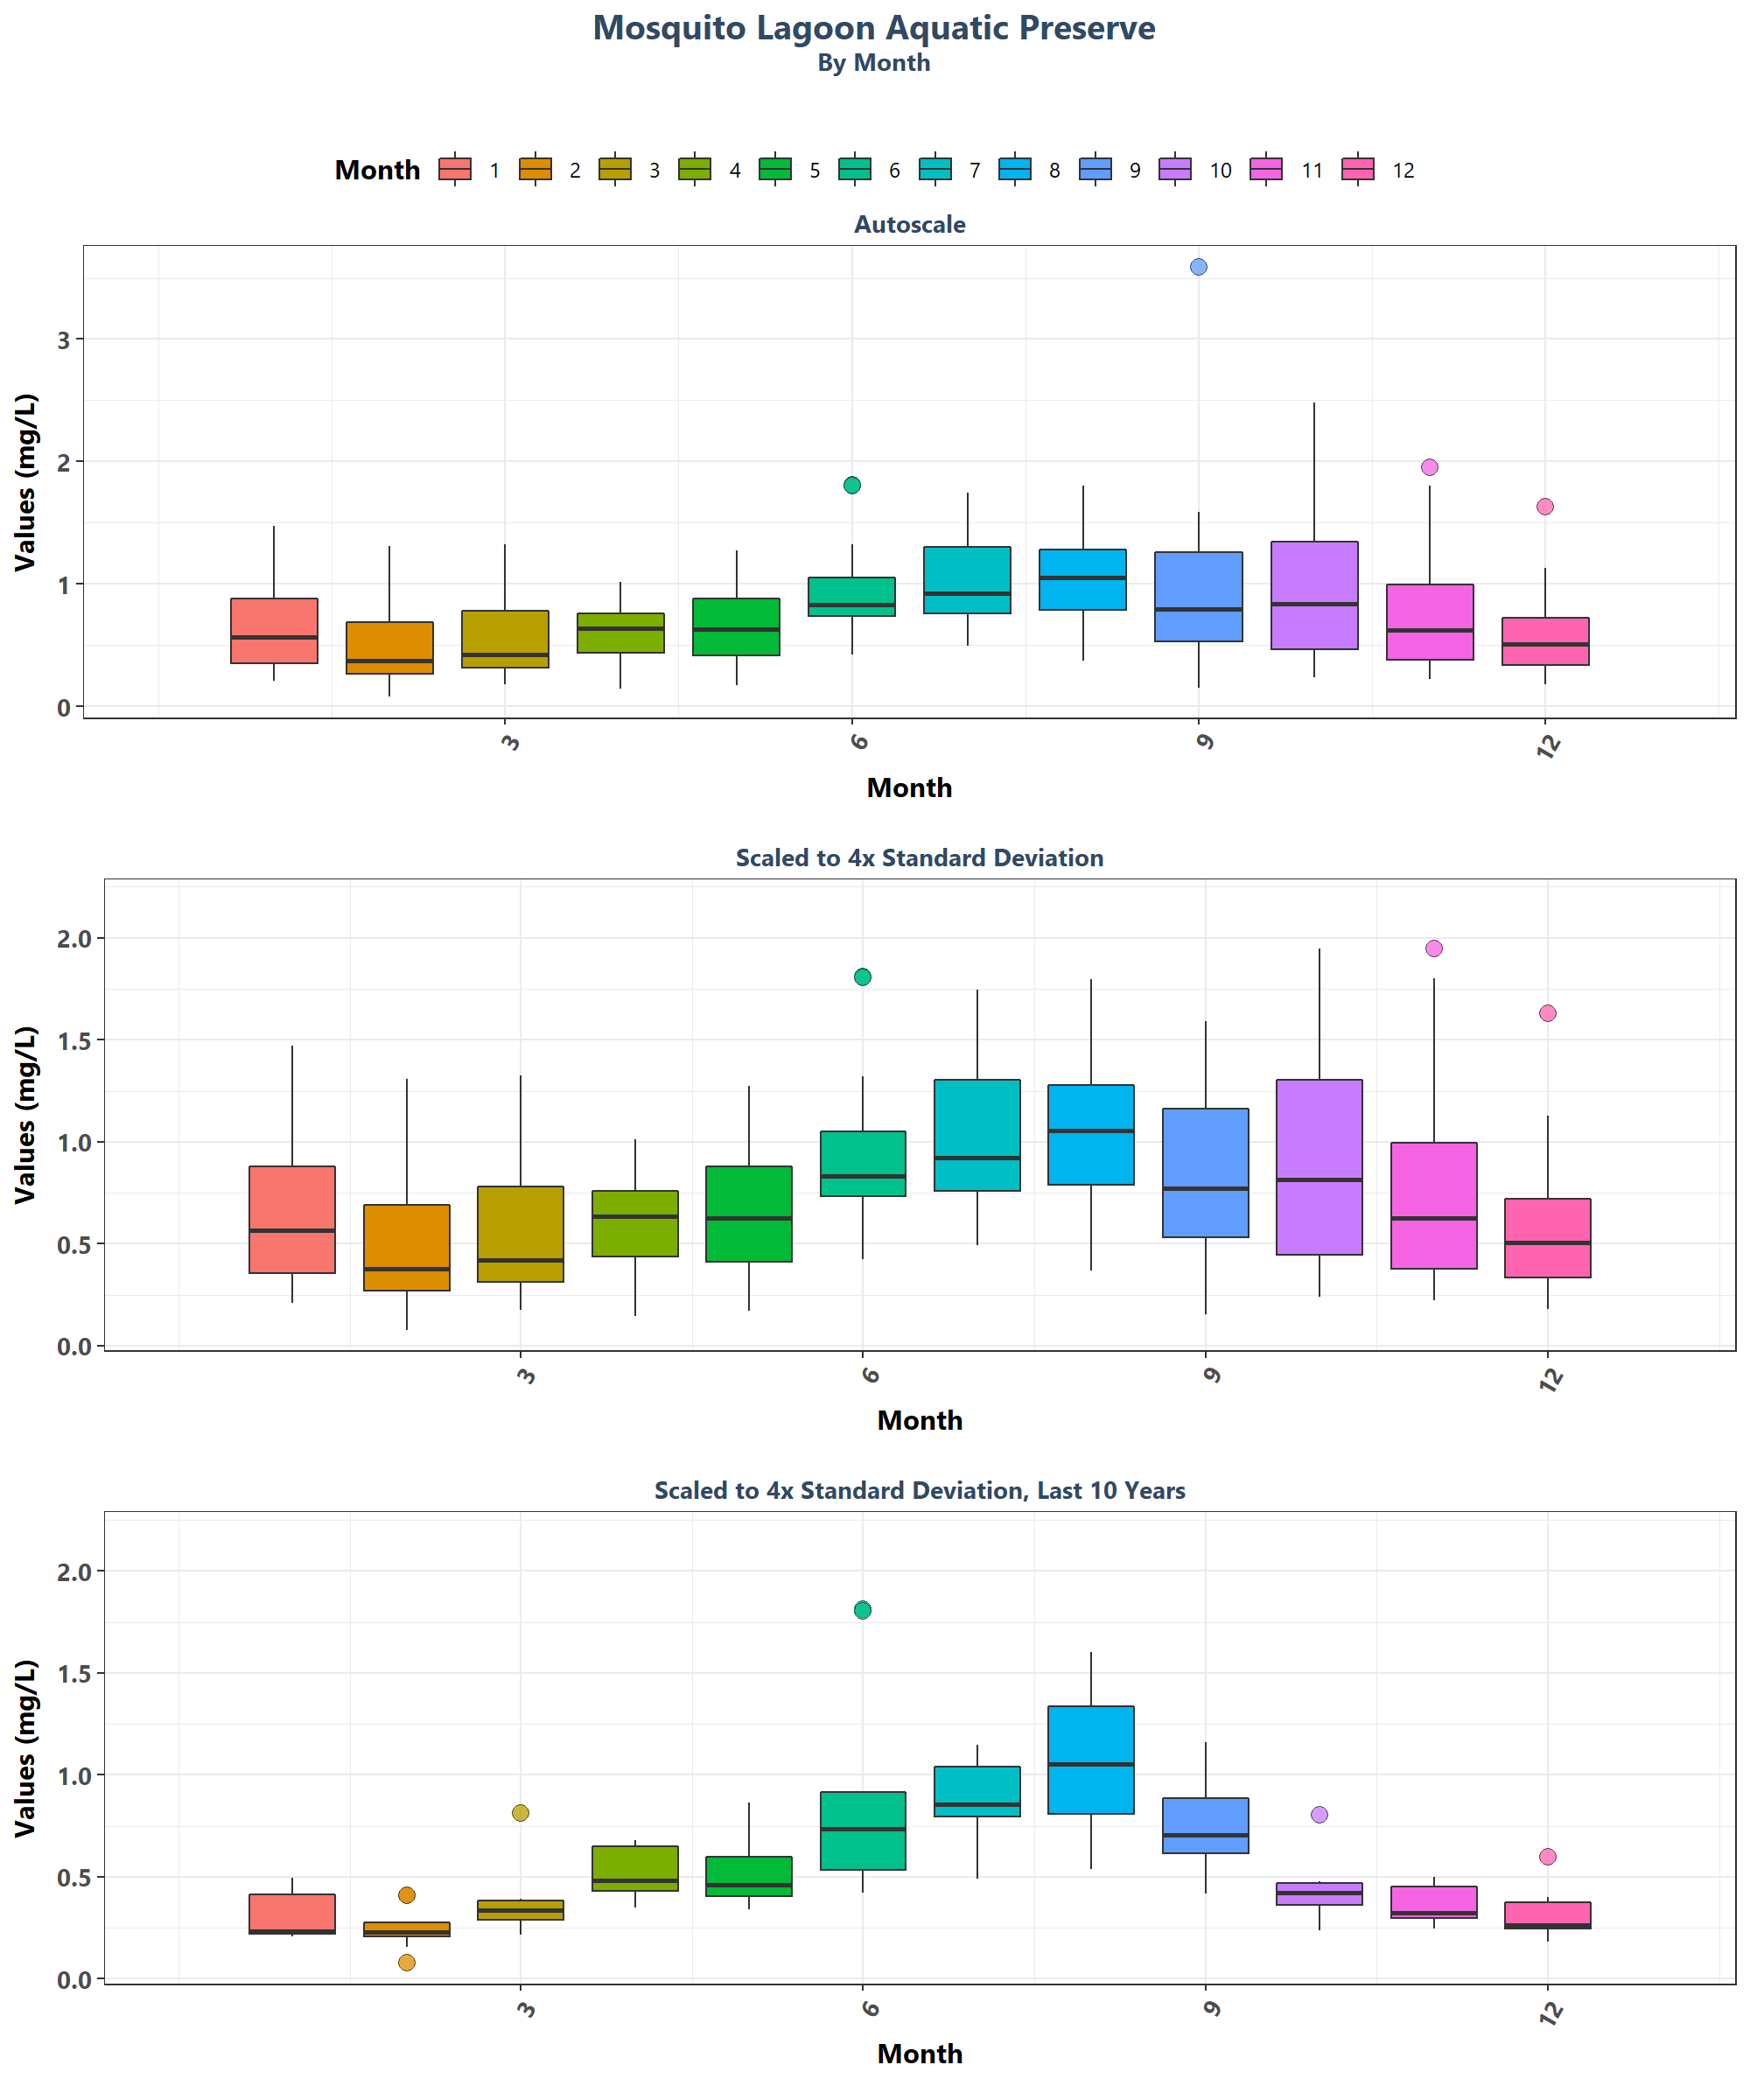 Mosquito Lagoon Aquatic Preserve
By Month
Month 1 2 3 4 5 6 7 8 9 10 11 12
Autoscale
Values (mg/L)
3
2
1
0
3 6 9 12
Month
Scaled to 4x Standard Deviation
Values (mg/L)
2.0
1.5
1.0
0.5
0.0
3 6 9 12
Month
Scaled to 4x Standard Deviation, Last 10 Years
Values (mg/L)
2.0
1.5
1.0
0.5
0.0
3 6 9 12
Month